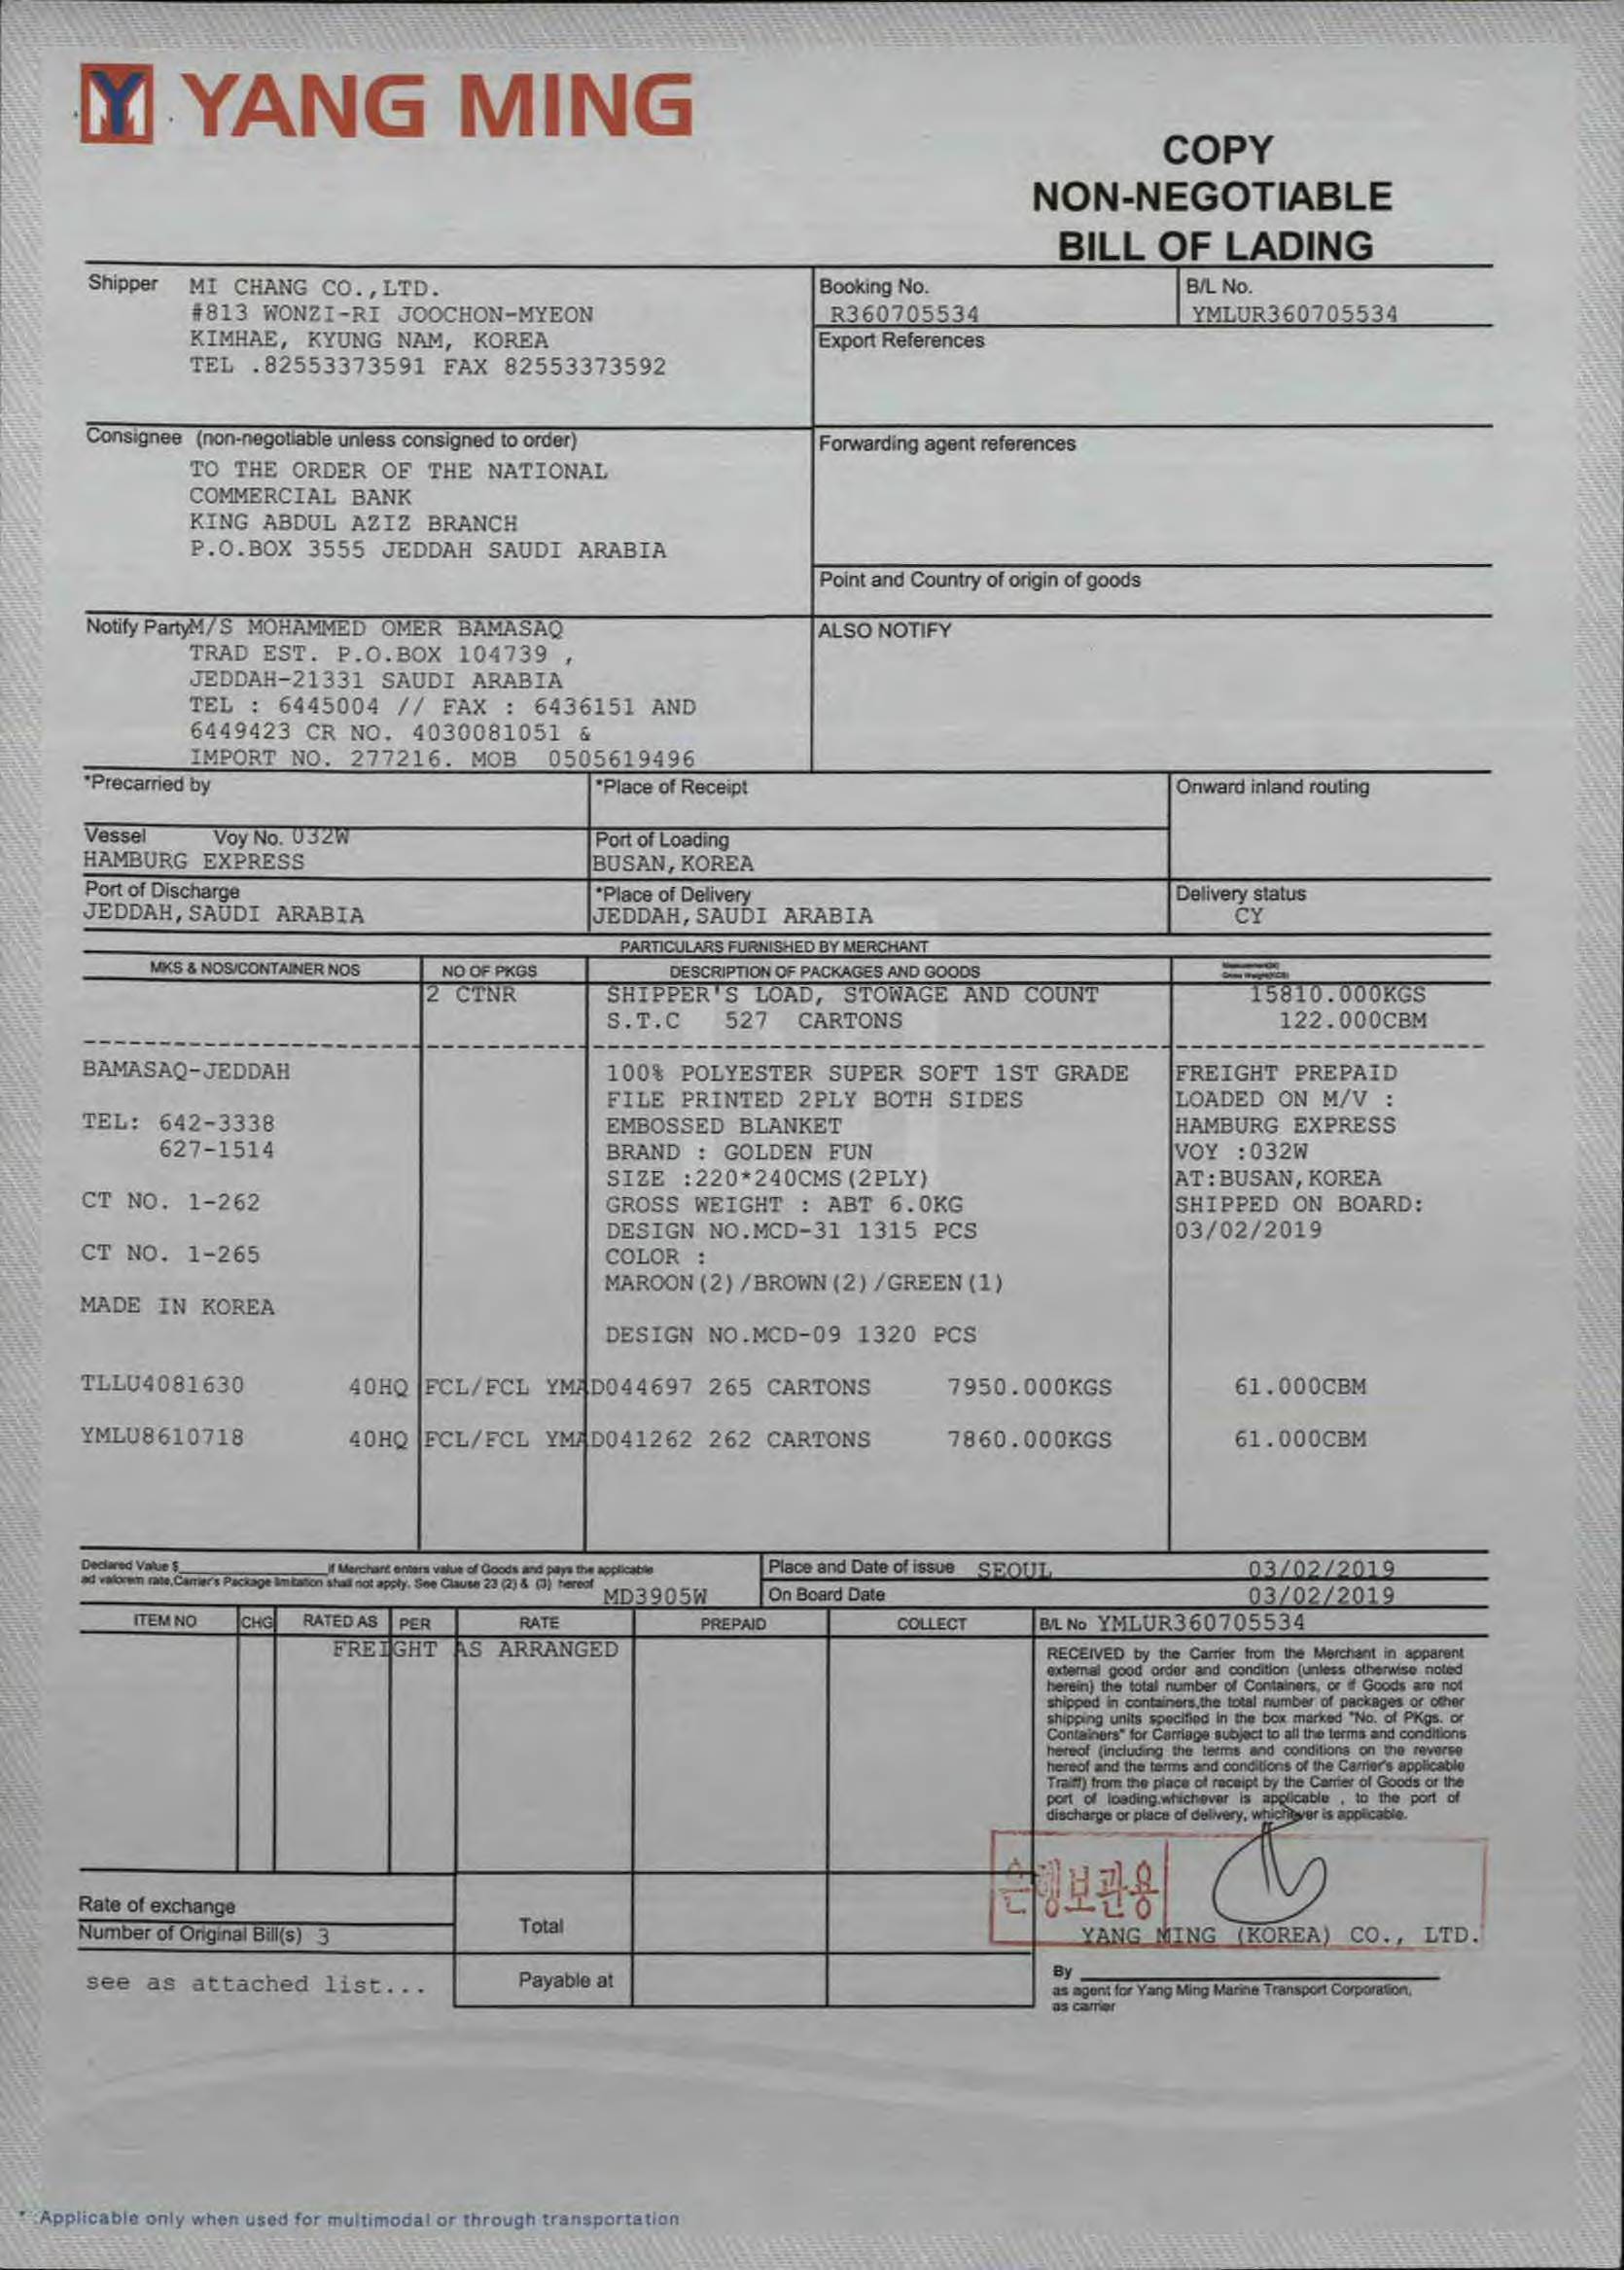 YANG MING
COPY
NON-NEGOTIABLE
BILL OF LADING
Shipper MI CHANG CO.,LTD.
#813 WONZI-RI JOOCHON-MYEON
KIMHAE, KYUNG NAM, KOREA
TEL .82553373591 FAX 82553373592
Booking No.
R360705534
B/L No.
YMLUR360705534
Export References
Consignee (non-negotiable unless consigned to order)
TO THE ORDER OF THE NATIONAL
COMMERCIAL BANK
KING ABDUL AZIZ BRANCH
P.O.BOX 3555 JEDDAH SAUDI ARABIA
Forwarding agent references
Point and Country of origin of goods
Notify Party M/S MOHAMMED OMER BAMASAQ
TRAD EST. P.O.BOX 104739 ,
JEDDAH-21331 SAUDI ARABIA
TEL : 6445004 // FAX : 6436151 AND
6449423 CR NO. 4030081051 &
IMPORT NO. 277216. MOB 0505619496
ALSO NOTIFY
*Precarried by
*Place of Receipt
Onward inland routing
Vessel Voy No. 032W
HAMBURG EXPRESS
Port of Loading
BUSAN,KOREA
Port of Discharge
JEDDAH,SAUDI ARABIA
*Place of Delivery
JEDDAH,SAUDI ARABIA
Delivery status
CY
PARTICULARS FURNISHED BY MERCHANT
MKS & NOS/CONTAINER NOS NO OF PKGS DESCRIPTION OF PACKAGES AND GOODS
2 CTNR SHIPPER'S LOAD, STOWAGE AND COUNT 15810.000KGS
S.T.C 527 CARTONS 122.000CBM
BAMASAQ-JEDDAH 100% POLYESTER SUPER SOFT 1ST GRADE FREIGHT PREPAID
FILE PRINTED 2PLY BOTH SIDES LOADED ON M/V :
TEL: 642-3338 EMBOSSED BLANKET HAMBURG EXPRESS
627-1514 BRAND : GOLDEN FUN VOY :032W
SIZE :220*240CMS(2PLY) AT:BUSAN,KOREA
CT NO. 1-262 GROSS WEIGHT : ABT 6.0KG SHIPPED ON BOARD:
DESIGN NO.MCD-31 1315 PCS 03/02/2019
CT NO. 1-265 COLOR :
MAROON(2)/BROWN(2)/GREEN(1)
MADE IN KOREA
DESIGN NO.MCD-09 1320 PCS
TLLU4081630 40HQ FCL/FCL YMAD044697 265 CARTONS 7950.000KGS 61.000CBM
YMLU8610718 40HQ FCL/FCL YMAD041262 262 CARTONS 7860.000KGS 61.000CBM
Declared Value $ If Merchant enters value of Goods and pays the applicable
ad valorem rate,Carrier's Package limitation shall not apply. See Clause 23 (2) & (3) hereof MD3905W
Place and Date of issue SEOUL 03/02/2019
On Board Date 03/02/2019
ITEM NO CHG RATED AS PER RATE PREPAID COLLECT B/L No YMLUR360705534
FREIGHT AS ARRANGED
RECEIVED by the Carrier from the Merchant in apparent
external good order and condition (unless otherwise noted
herein) the total number of Containers, or if Goods are not
shipped in containers,the total number of packages or other
shipping units specified in the box marked "No. of PKgs. or
Containers" for Carriage subject to all the terms and conditions
hereof (including the terms and conditions on the reverse
hereof and the terms and conditions of the Carrier's applicable
Traiff) from the place of receipt by the Carrier of Goods or the
port of loading,whichever is applicable , to the port of
discharge or place of delivery, whichever is applicable.
은행보관용
YANG MING (KOREA) CO., LTD.
Rate of exchange
Number of Original Bill(s) 3
Total
see as attached list...
Payable at
By
as agent for Yang Ming Marine Transport Corporation,
as carrier
* :Applicable only when used for multimodal or through transportation